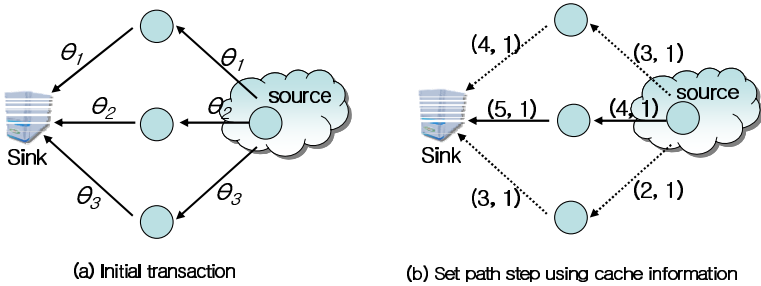 θ1
θ1
θ2
θ2
source
Sink
θ3
θ3
(a) Initial transaction
(4, 1)
(3, 1)
(5, 1)
(4, 1)
source
Sink
(3, 1)
(2, 1)
(b) Set path step using cache information